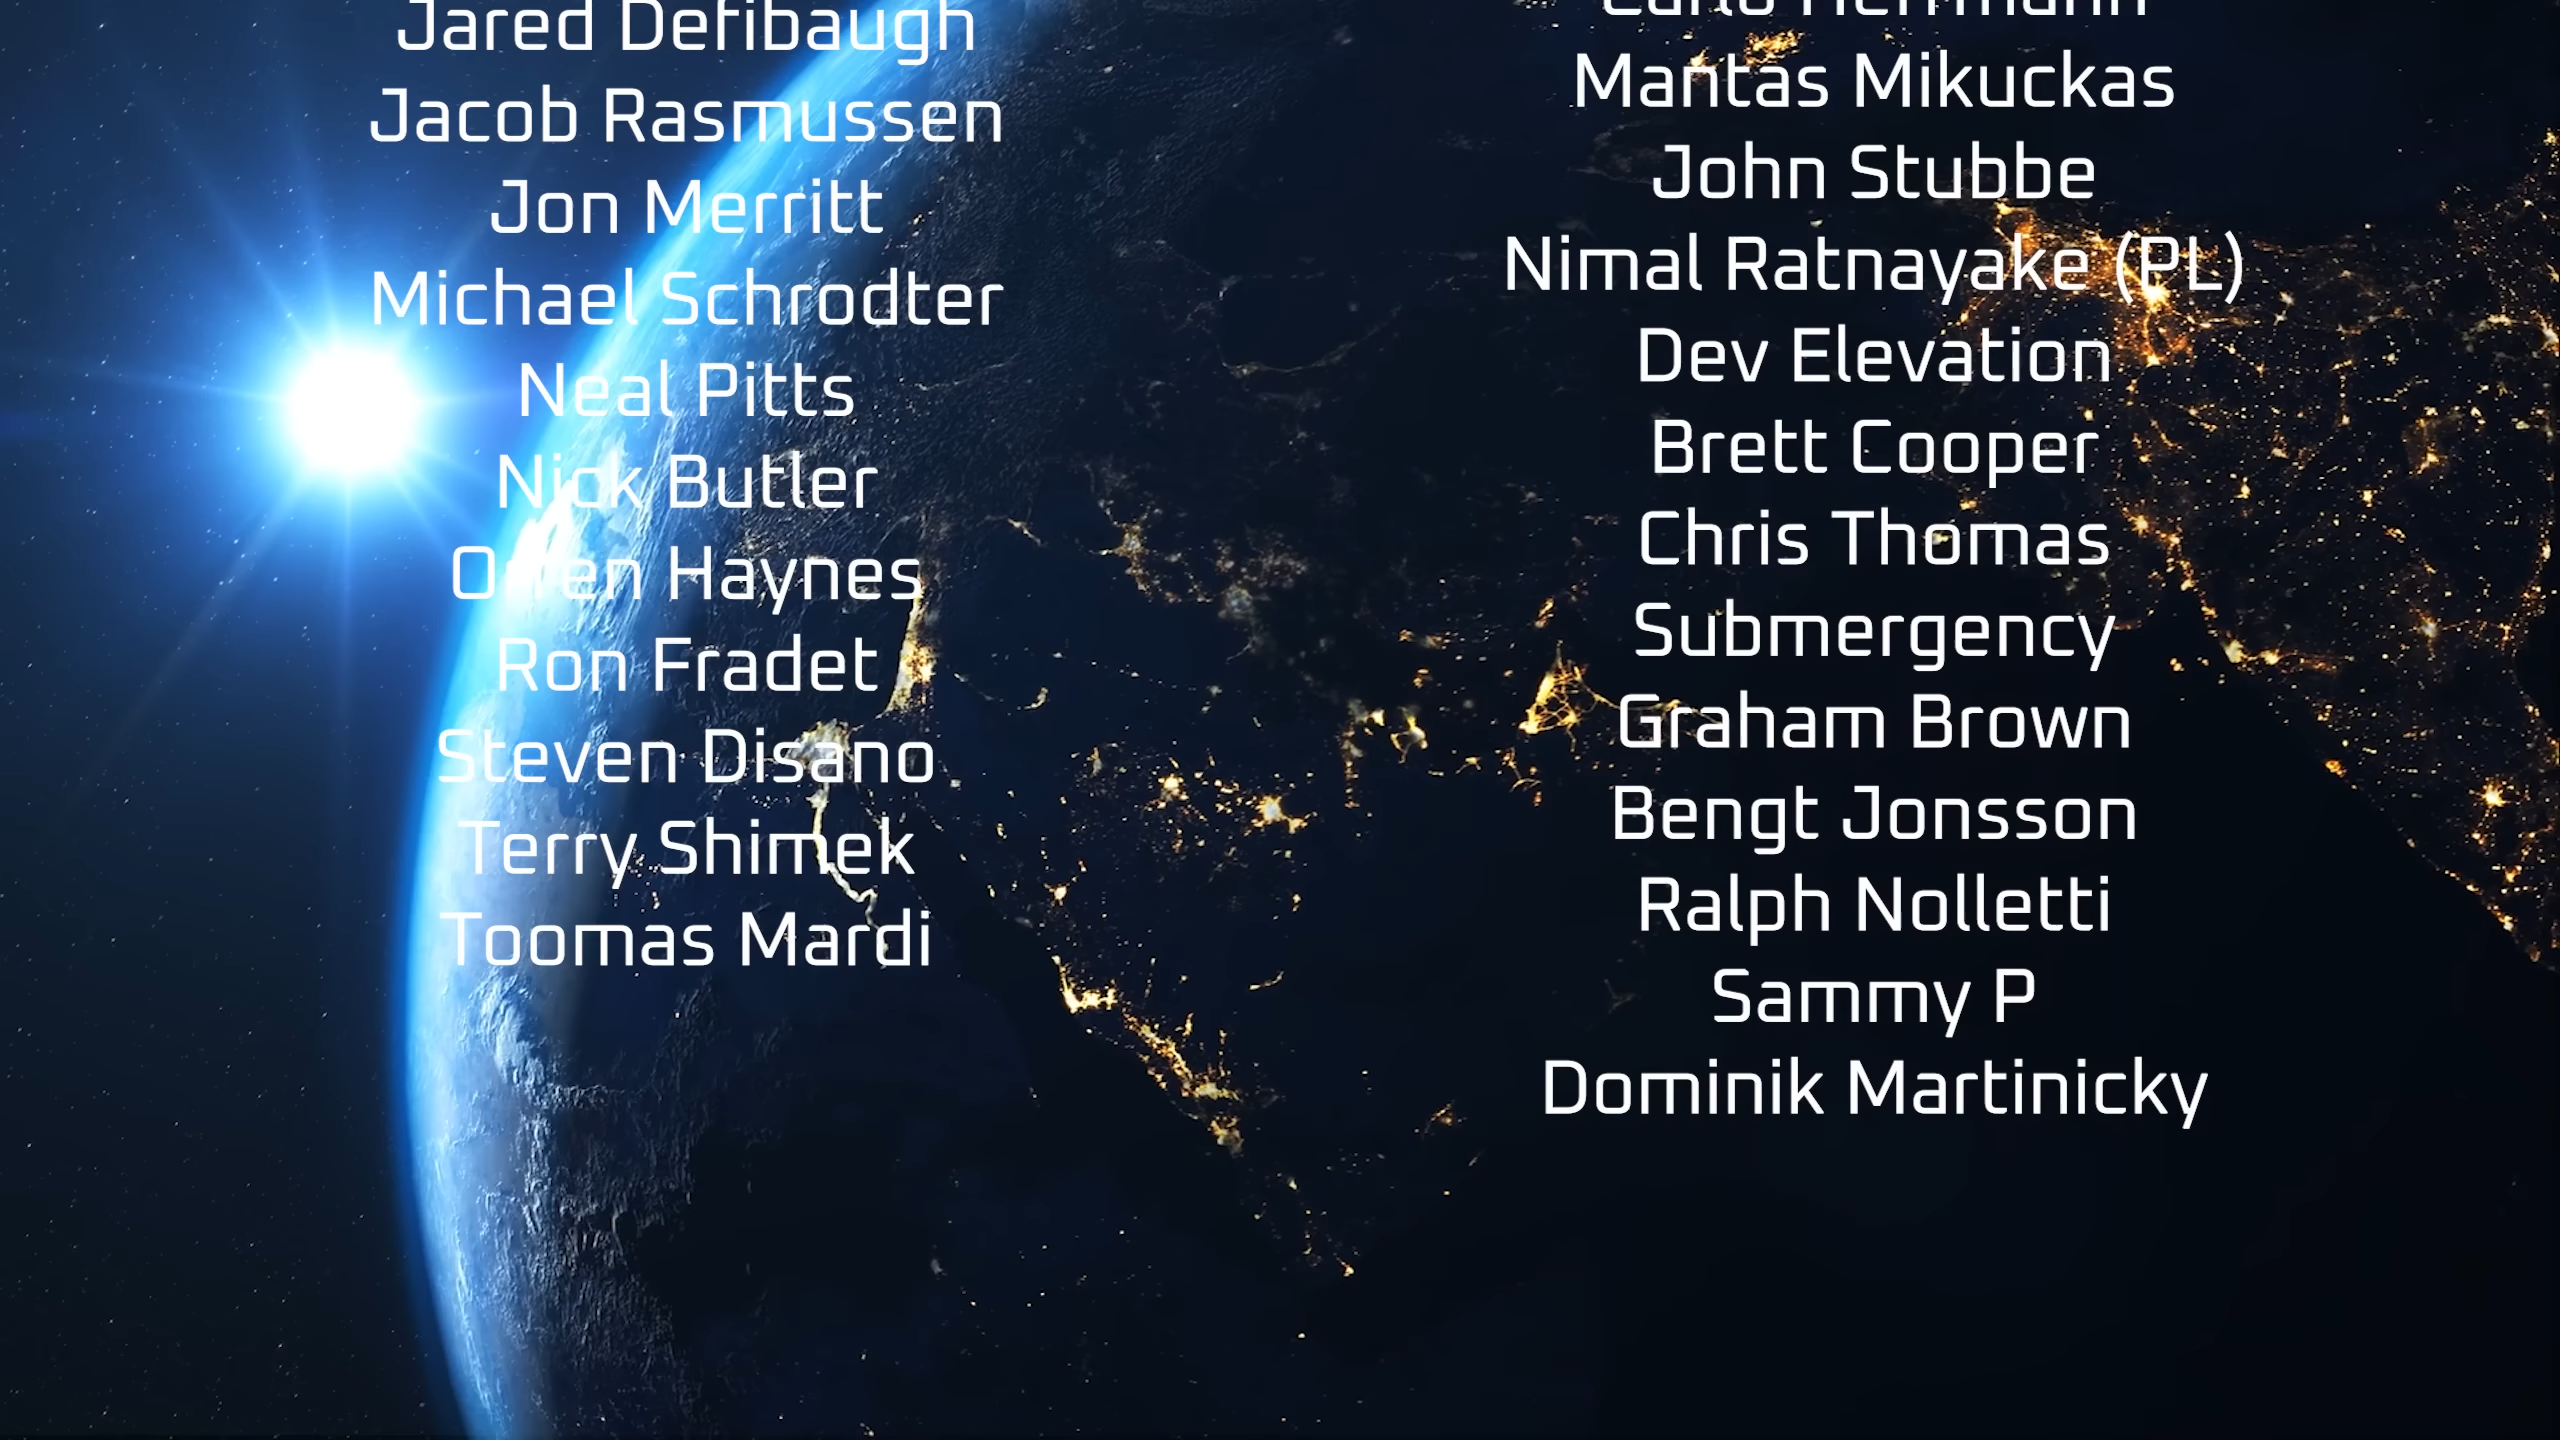 Jared Defibaugh
Jacob Rasmussen
Jon Merritt
Michael Schrodter
Neal Pitts
Nick Butler
Orren Haynes
Ron Fradet
Steven Disano
Terry Shimek
Toomas Mardi
Mantas Mikuckas
John Stubbe
Nimal Ratnayake (PL)
Dev Elevation
Brett Cooper
Chris Thomas
Submergency
Graham Brown
Bengt Jonsson
Ralph Nolletti
Sammy P
Dominik Martinicky